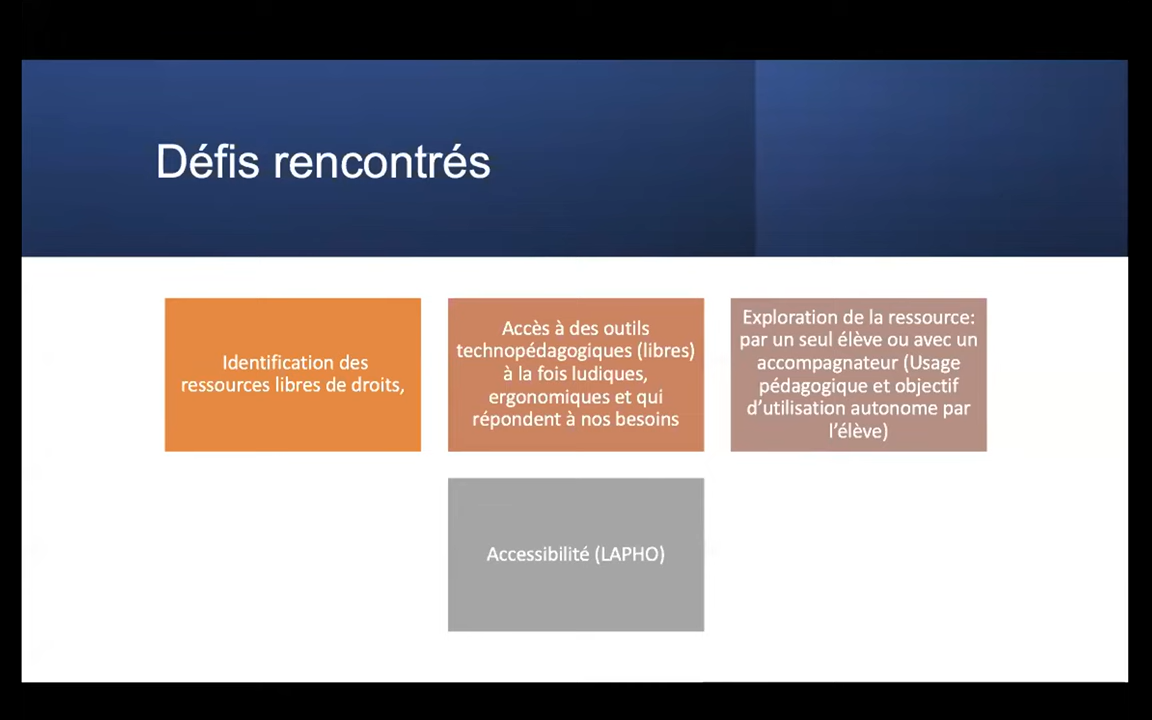 Défis rencontrés
Identification des
ressources libres de droits,
Accès à des outils
technopédagogiques (libres)
à la fois ludiques,
ergonomiques et qui
répondent à nos besoins
Exploration de la ressource:
par un seul élève ou avec un
accompagnateur (Usage
pédagogique et objectif
d’utilisation autonome par
l’élève)
Accessibilité (LAPHO)